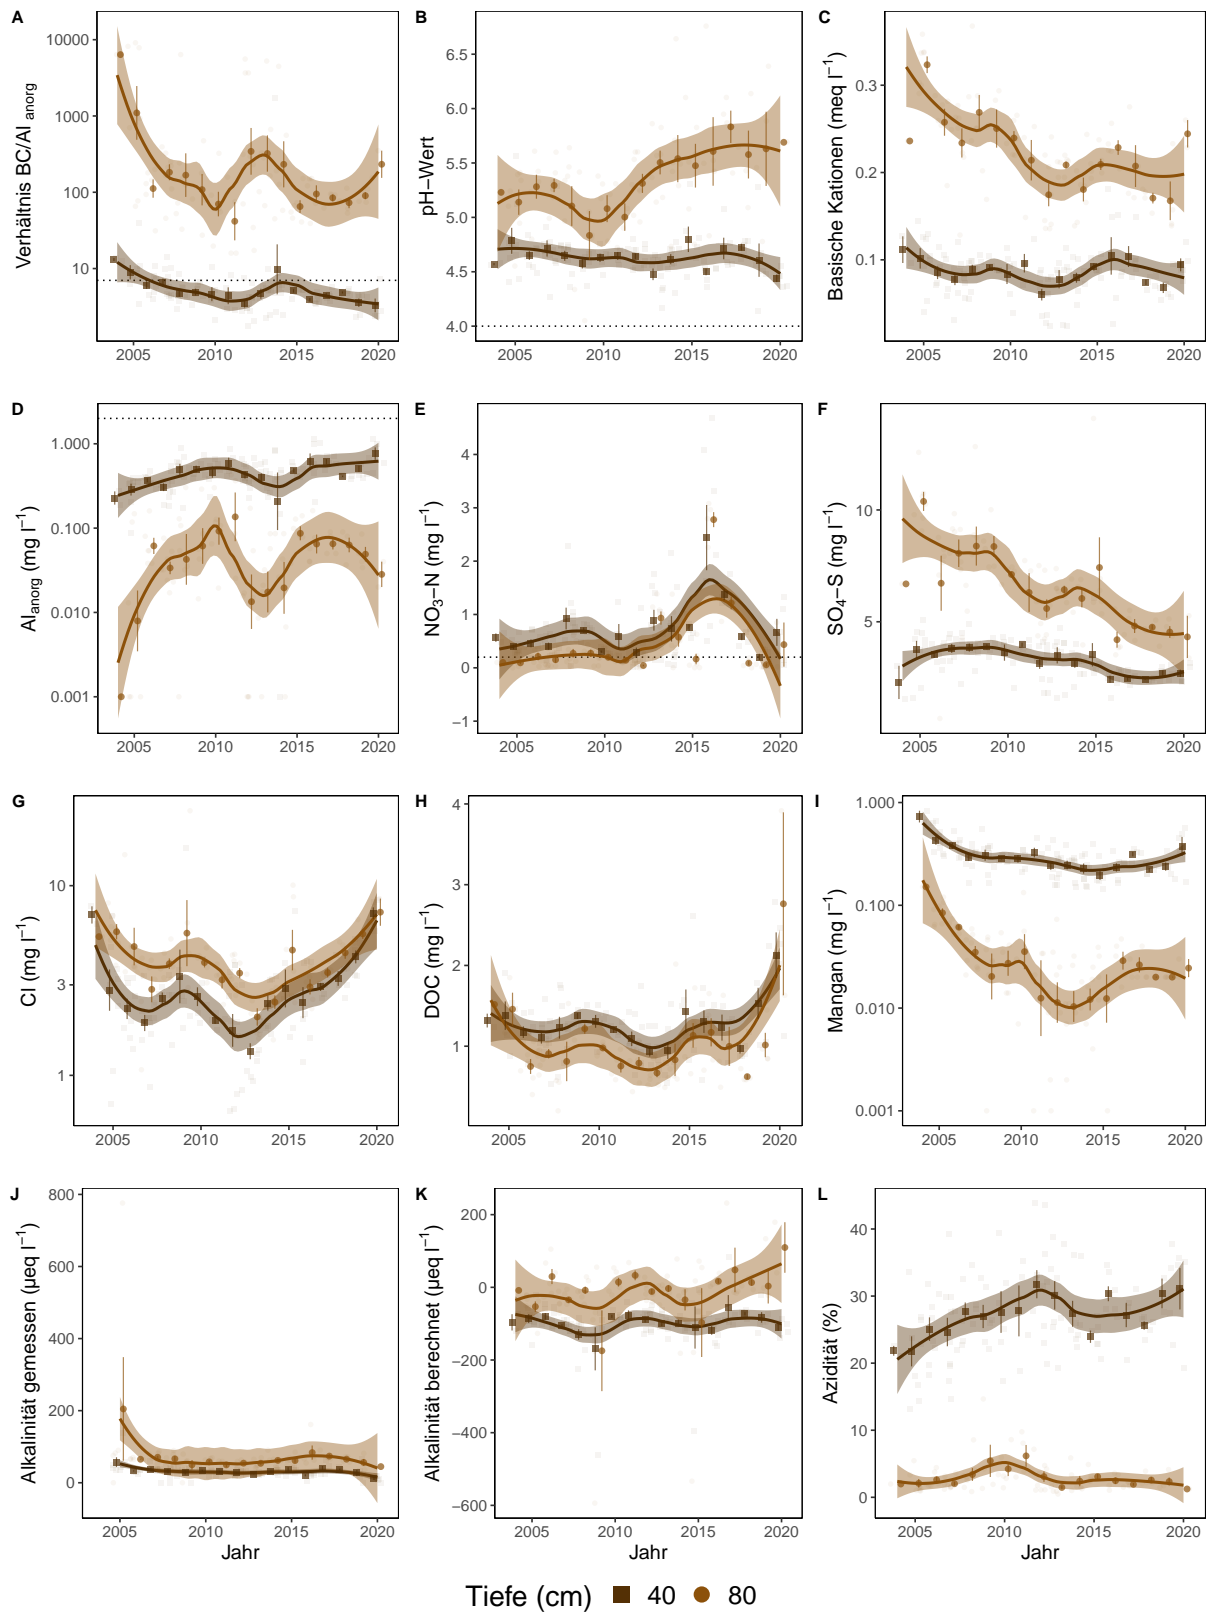 A
Verhältnis BC/Al anorg
10000
1000
100
10
2005 2010 2015 2020
B
pH−Wert
6.5
6.0
5.5
5.0
4.5
4.0
2005 2010 2015 2020
C
Basische Kationen (meq l⁻¹)
0.3
0.2
0.1
2005 2010 2015 2020
D
Al anorg (mg l⁻¹)
1.000
0.100
0.010
0.001
2005 2010 2015 2020
E
NO₃−N (mg l⁻¹)
4
3
2
1
0
−1
2005 2010 2015 2020
F
SO₄−S (mg l⁻¹)
10
5
2005 2010 2015 2020
G
Cl (mg l⁻¹)
10
3
1
2005 2010 2015 2020
H
DOC (mg l⁻¹)
4
3
2
1
2005 2010 2015 2020
I
Mangan (mg l⁻¹)
1.000
0.100
0.010
0.001
2005 2010 2015 2020
J
Alkalinität gemessen (µeq l⁻¹)
800
600
400
200
0
2005 2010 2015 2020
Jahr
K
Alkalinität berechnet (µeq l⁻¹)
200
0
−200
−400
−600
2005 2010 2015 2020
Jahr
L
Azidität (%)
40
30
20
10
0
2005 2010 2015 2020
Jahr
Tiefe (cm) 40 80